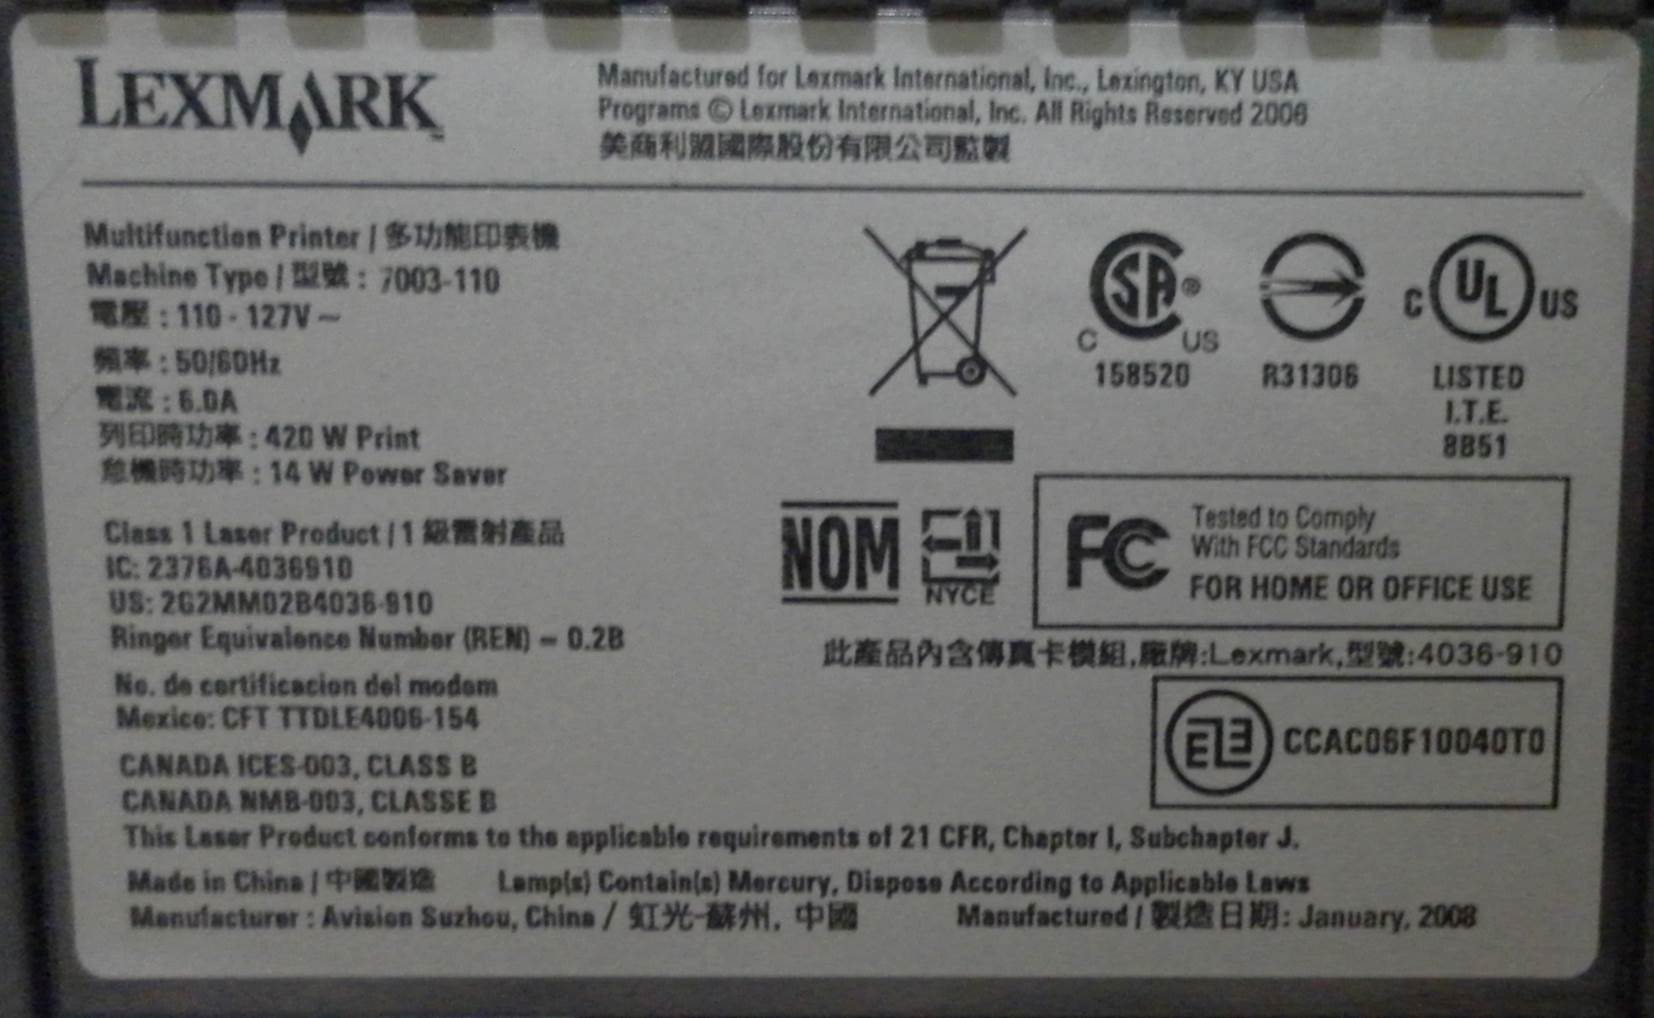 LEXMARK™
Manufactured for Lexmark International, Inc., Lexington, KY USA
Programs © Lexmark International, Inc. All Rights Reserved 2006
美商利盟國際股份有限公司監製
Multifunction Printer / 多功能印表機
Machine Type / 型號 : 7003-110
電壓 : 110 - 127V ~
頻率 : 50/60Hz
電流 : 6.0A
列印時功率 : 420 W Print
怠機時功率 : 14 W Power Saver
C SA® US
158520
R31306
C UL US
LISTED
I.T.E.
8B51
NOM
NYCE
FC
Tested to Comply
With FCC Standards
FOR HOME OR OFFICE USE
Class 1 Laser Product / 1 級雷射產品
IC: 2376A-4036910
US: 2G2MM02B4036-910
Ringer Equivalence Number (REN) = 0.2B
此產品內含傳真卡模組,廠牌:Lexmark,型號:4036-910
No. de certificacion del modem
Mexico: CFT TTDLE4006-154
CCAC06F10040T0
CANADA ICES-003, CLASS B
CANADA NMB-003, CLASSE B
This Laser Product conforms to the applicable requirements of 21 CFR, Chapter I, Subchapter J.
Made in China / 中國製造
Lamp(s) Contain(s) Mercury, Dispose According to Applicable Laws
Manufacturer : Avision Suzhou, China / 虹光-蘇州, 中國
Manufactured / 製造日期: January, 2008